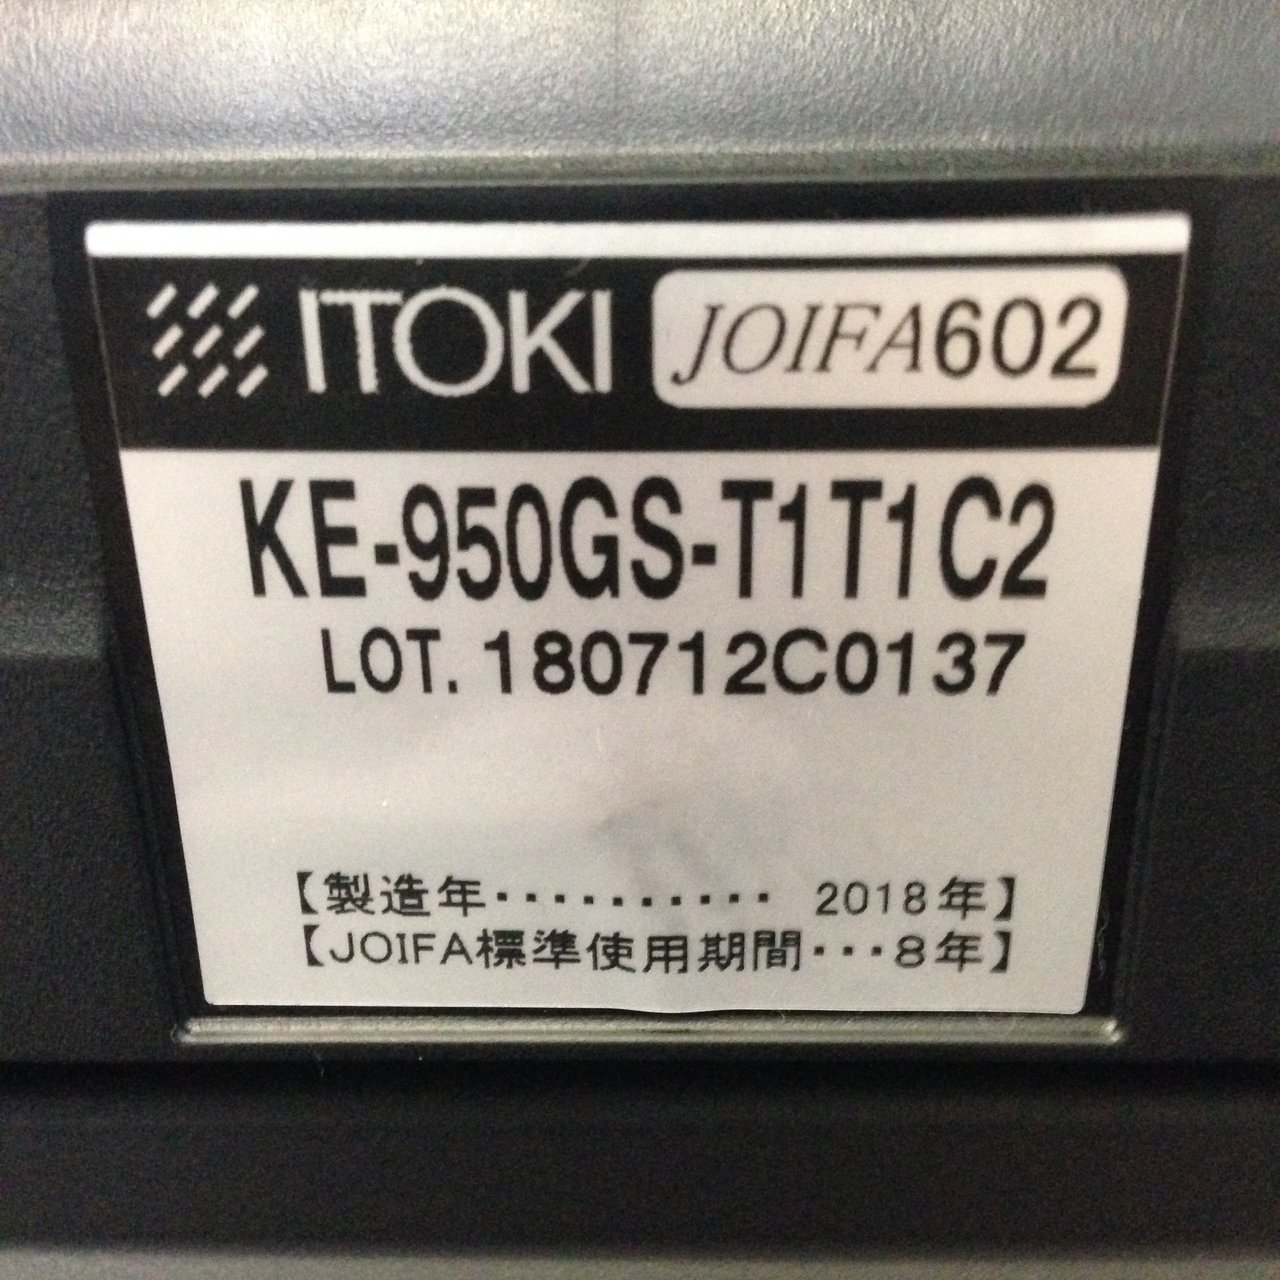 ITOKI JOIFA602
KE-950GS-T1T1C2
LOT. 180712C0137
【製造年・・・・・・・・・・ 2018年】
【JOIFA標準使用期間・・・8年】